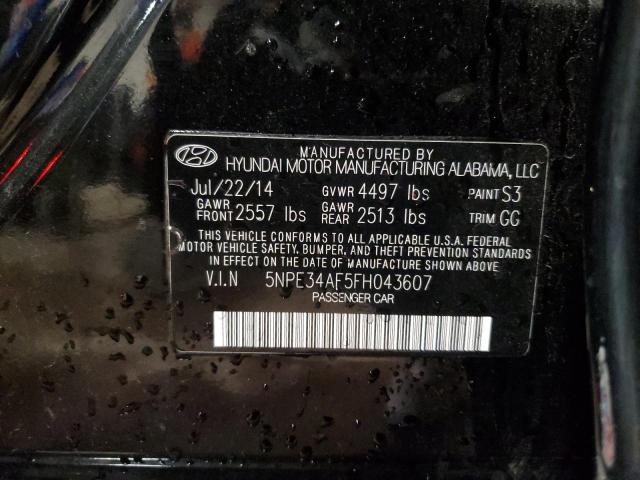 MANUFACTURED BY
HYUNDAI MOTOR MANUFACTURING ALABAMA, LLC
Jul/22/14 GVWR 4497 lbs PAINT S3
GAWR FRONT 2557 lbs GAWR REAR 2513 lbs TRIM GG
THIS VEHICLE CONFORMS TO ALL APPLICABLE U.S.A. FEDERAL
MOTOR VEHICLE SAFETY, BUMPER, AND THEFT PREVENTION STANDARDS
IN EFFECT ON THE DATE OF MANUFACTURE SHOWN ABOVE
V.I.N 5NPE34AF5FH043607
PASSENGER CAR